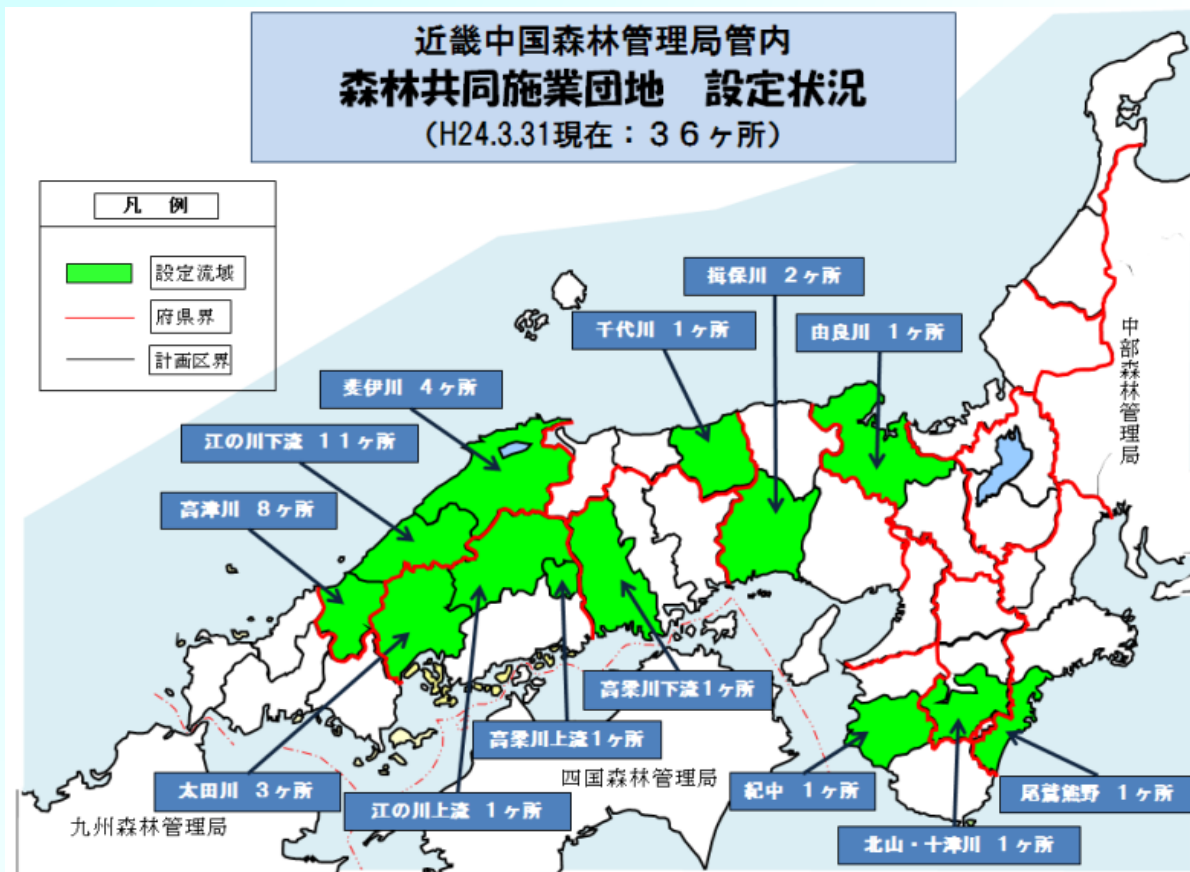 近畿中国森林管理局管内
森林共同施業団地　設定状況
（H24.3.31現在：３６ヶ所）
凡　例
設定流域
府県界
計画区界
揖保川　２ヶ所
千代川　１ヶ所
由良川　１ヶ所
中部森林管理局
斐伊川　４ヶ所
江の川下流　１１ヶ所
高津川　８ヶ所
高梁川下流１ヶ所
高梁川上流１ヶ所
四国森林管理局
太田川　３ヶ所
江の川上流　１ヶ所
紀中　１ヶ所
尾鷲熊野　１ヶ所
九州森林管理局
北山・十津川　１ヶ所